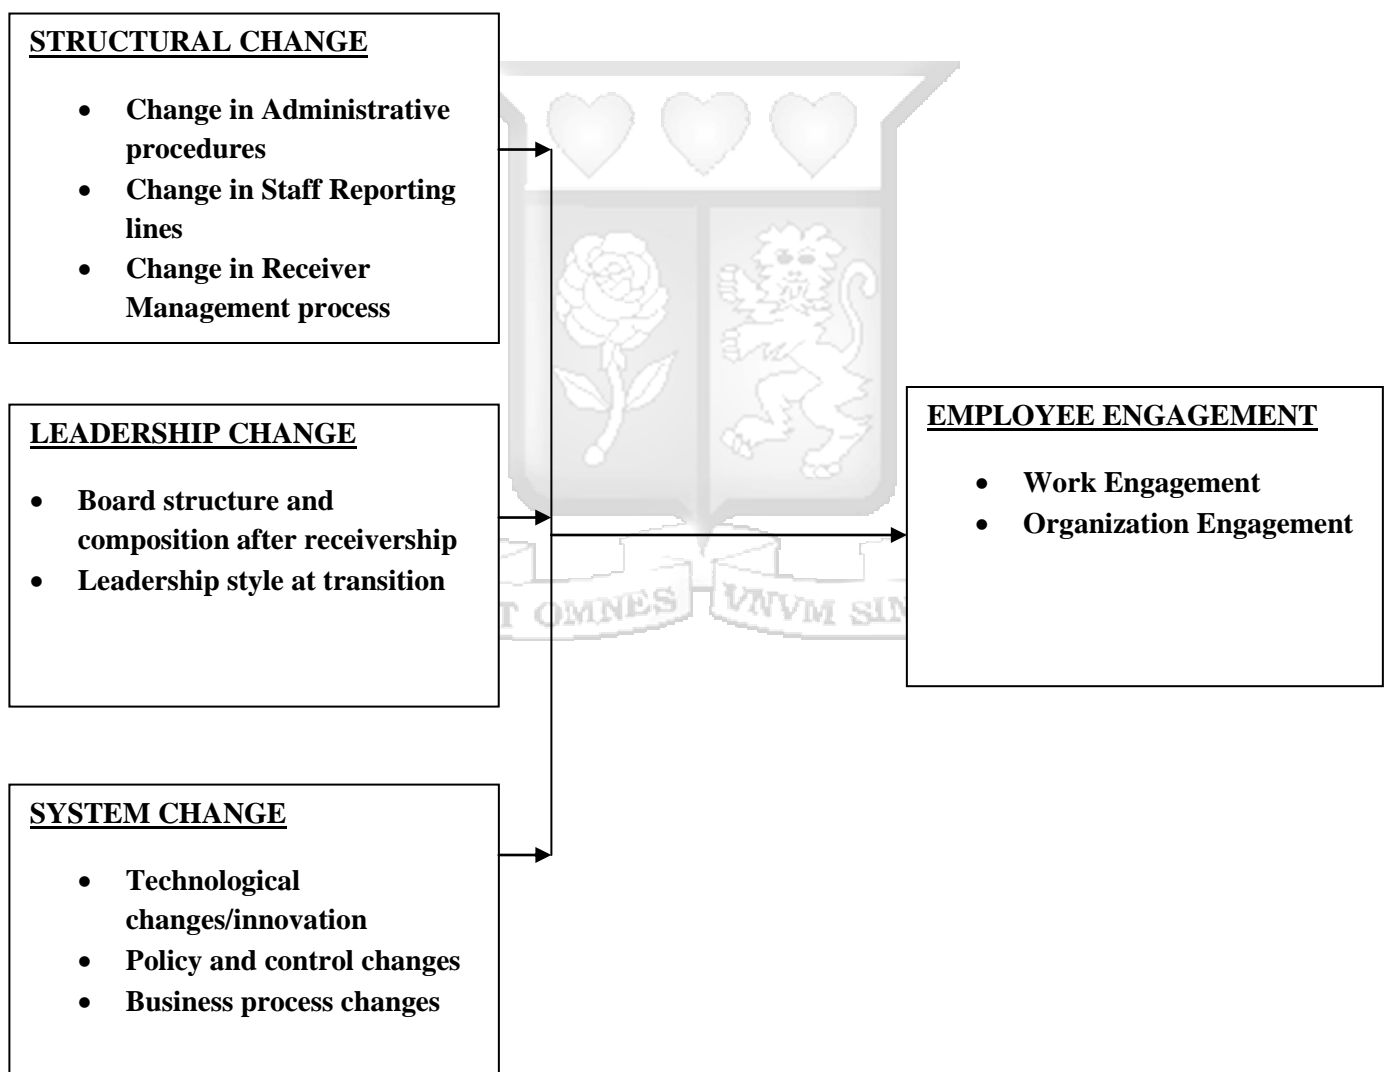 STRUCTURAL CHANGE
• Change in Administrative
procedures
• Change in Staff Reporting
lines
• Change in Receiver
Management process
LEADERSHIP CHANGE
• Board structure and
composition after receivership
• Leadership style at transition
SYSTEM CHANGE
• Technological
changes/innovation
• Policy and control changes
• Business process changes
EMPLOYEE ENGAGEMENT
• Work Engagement
• Organization Engagement
T OMNES VNVM SIN